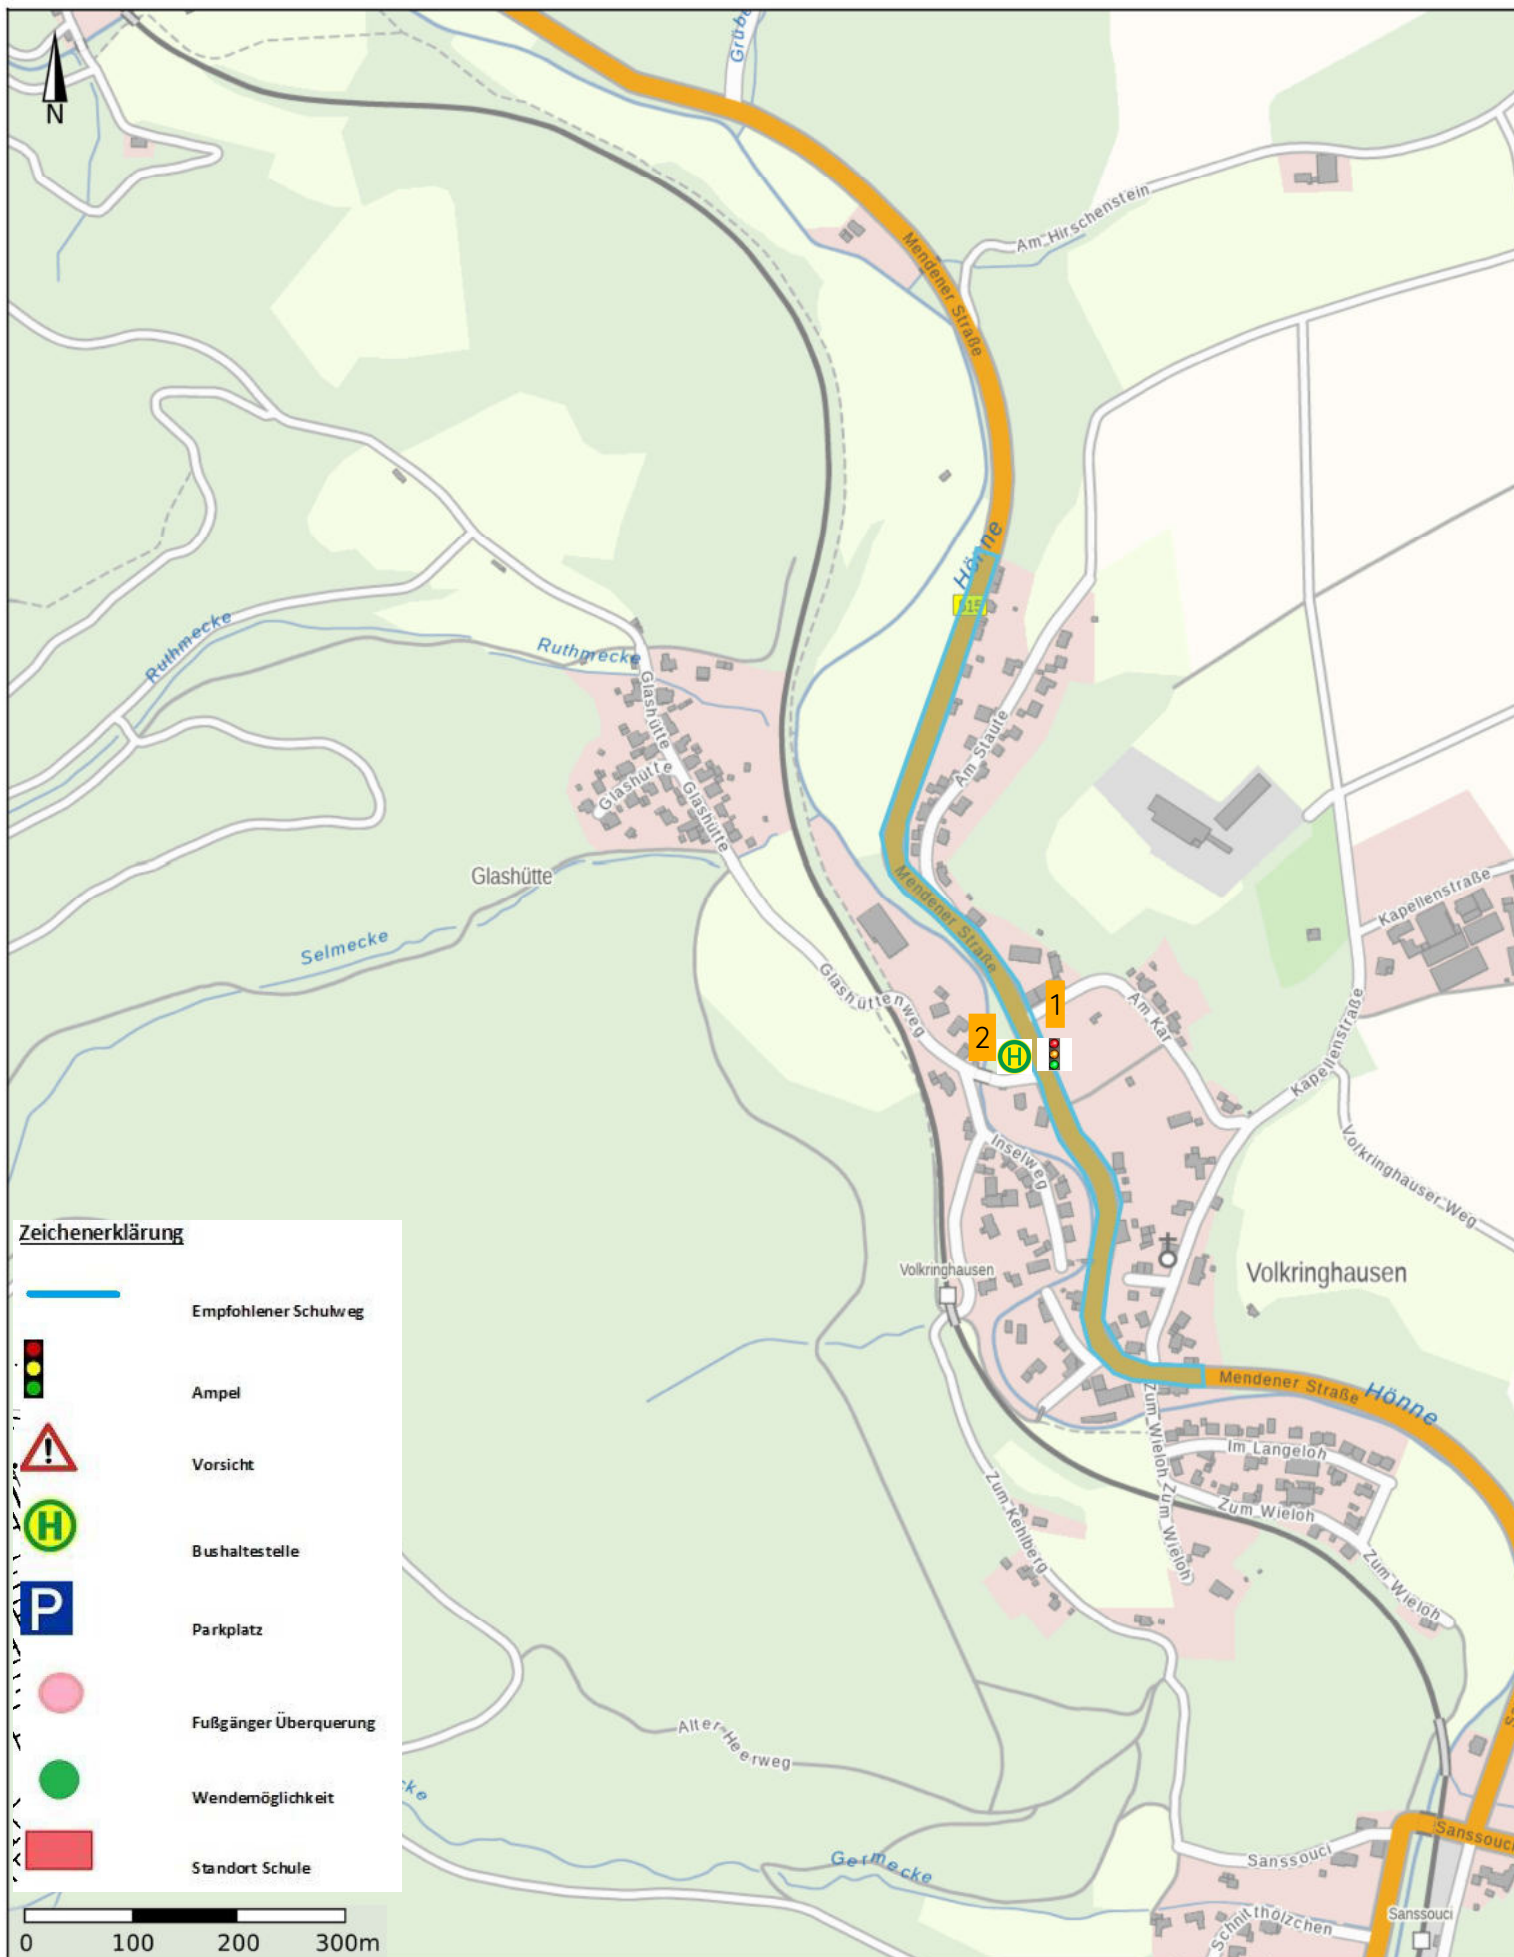 N
Am Hirschenstein
Mendener Straße
Hönne
Ruthmecke
Ruthmecke
Glashütte
Glashütte
Glashütte
Am Staute
Mendener Straße
Glashütte
Selmecke
Kapellenstraße
Glashüttenweg
1
2
H
Am Kar
Kapellenstraße
Volkringhauser Weg
Inselweg
Volkringhausen
Volkringhausen
Mendener Straße
Hönne
Zum Wieloh
Zum Wieloh
Im Langeloh
Zum Wieloh
Zum Wieloh
Zum Kehlberg
Alter Heerweg
Germecke
Sanssouci
Sanssouci
Sanssouci
Schnitthölzchen
Zeichenerklärung
Empfohlener Schulweg
Ampel
Vorsicht
H
Bushaltestelle
P
Parkplatz
Fußgänger Überquerung
Wendemöglichkeit
Standort Schule
0 100 200 300m